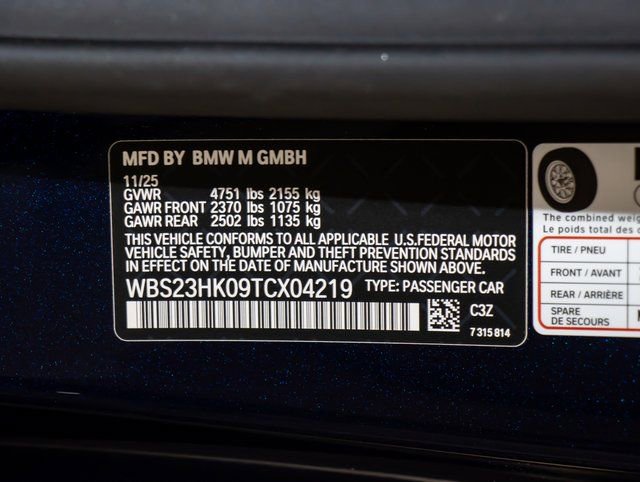 MFD BY BMW M GMBH
11/25
GVWR 4751 lbs 2155 kg
GAWR FRONT 2370 lbs 1075 kg
GAWR REAR 2502 lbs 1135 kg
THIS VEHICLE CONFORMS TO ALL APPLICABLE U.S.FEDERAL MOTOR
VEHICLE SAFETY, BUMPER AND THEFT PREVENTION STANDARDS
IN EFFECT ON THE DATE OF MANUFACTURE SHOWN ABOVE.
WBS23HK09TCX04219 TYPE: PASSENGER CAR
C3Z
7 315 814
The combined
Le poids total des
TIRE / PNEU
FRONT / AVANT
REAR / ARRIÈRE
SPARE
DE SECOURS